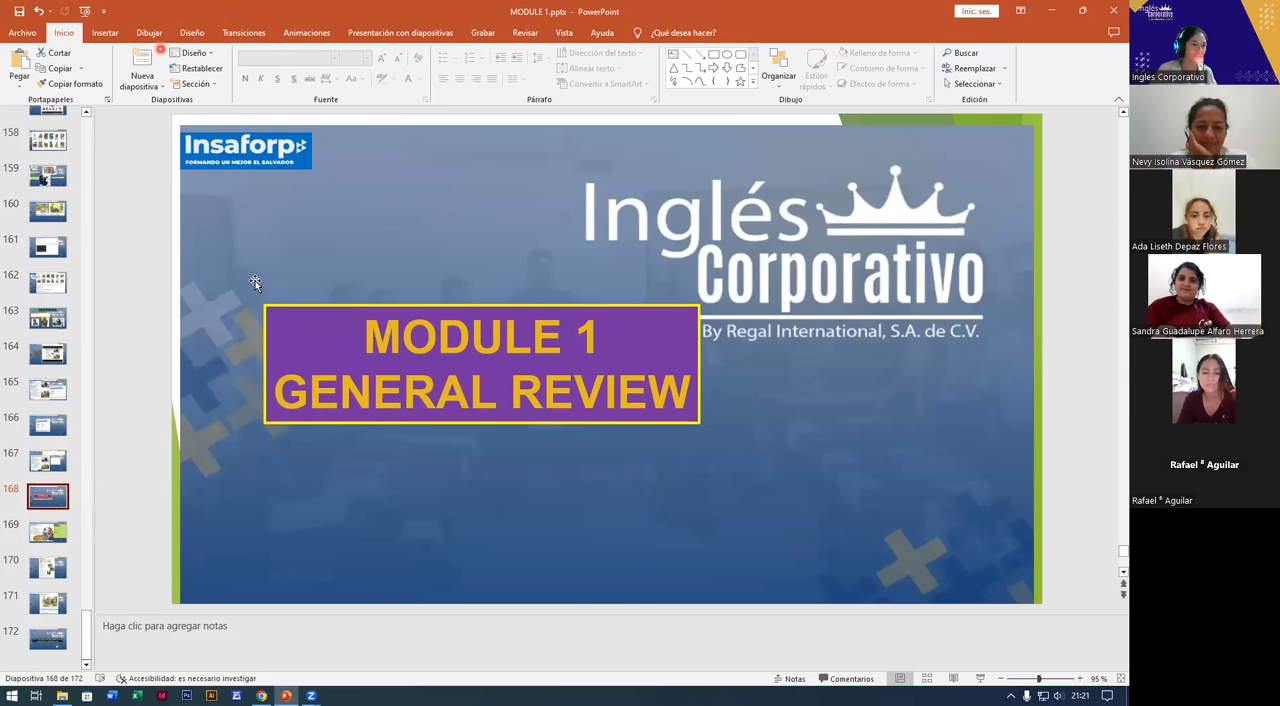 MODULE 1.pptx - PowerPoint
Inic. ses.
Archivo Inicio Insertar Dibujar Diseño Transiciones Animaciones Presentación con diapositivas Grabar Revisar Vista Ayuda ¿Qué desea hacer?
Pegar
Cortar
Copiar
Copiar formato
Portapapeles
Nueva diapositiva
Diseño
Restablecer
Sección
Diapositivas
N K S S abc AV Aa A
Fuente
Dirección del texto
Alinear texto
Convertir a SmartArt
Párrafo
Organizar
Estilos rápidos
Relleno de forma
Contorno de forma
Efectos de forma
Dibujo
Buscar
Reemplazar
Seleccionar
Edición
158
159
160
161
162
163
164
165
166
167
168
169
170
171
172
Insaforp
FORMANDO UN MEJOR EL SALVADOR
Inglés
Corporativo
By Regal International, S.A. de C.V.
MODULE 1
GENERAL REVIEW
Haga clic para agregar notas
Diapositiva 168 de 172
Accesibilidad: es necesario investigar
Notas
Comentarios
95 %
21:21
Inglés
Corporativo
Ingles Corporativo
Nevy Isolina Vásquez Gómez
Ada Liseth Depaz Flores
Sandra Guadalupe Alfaro Herrera
Rafael ª Aguilar
Rafael ª Aguilar